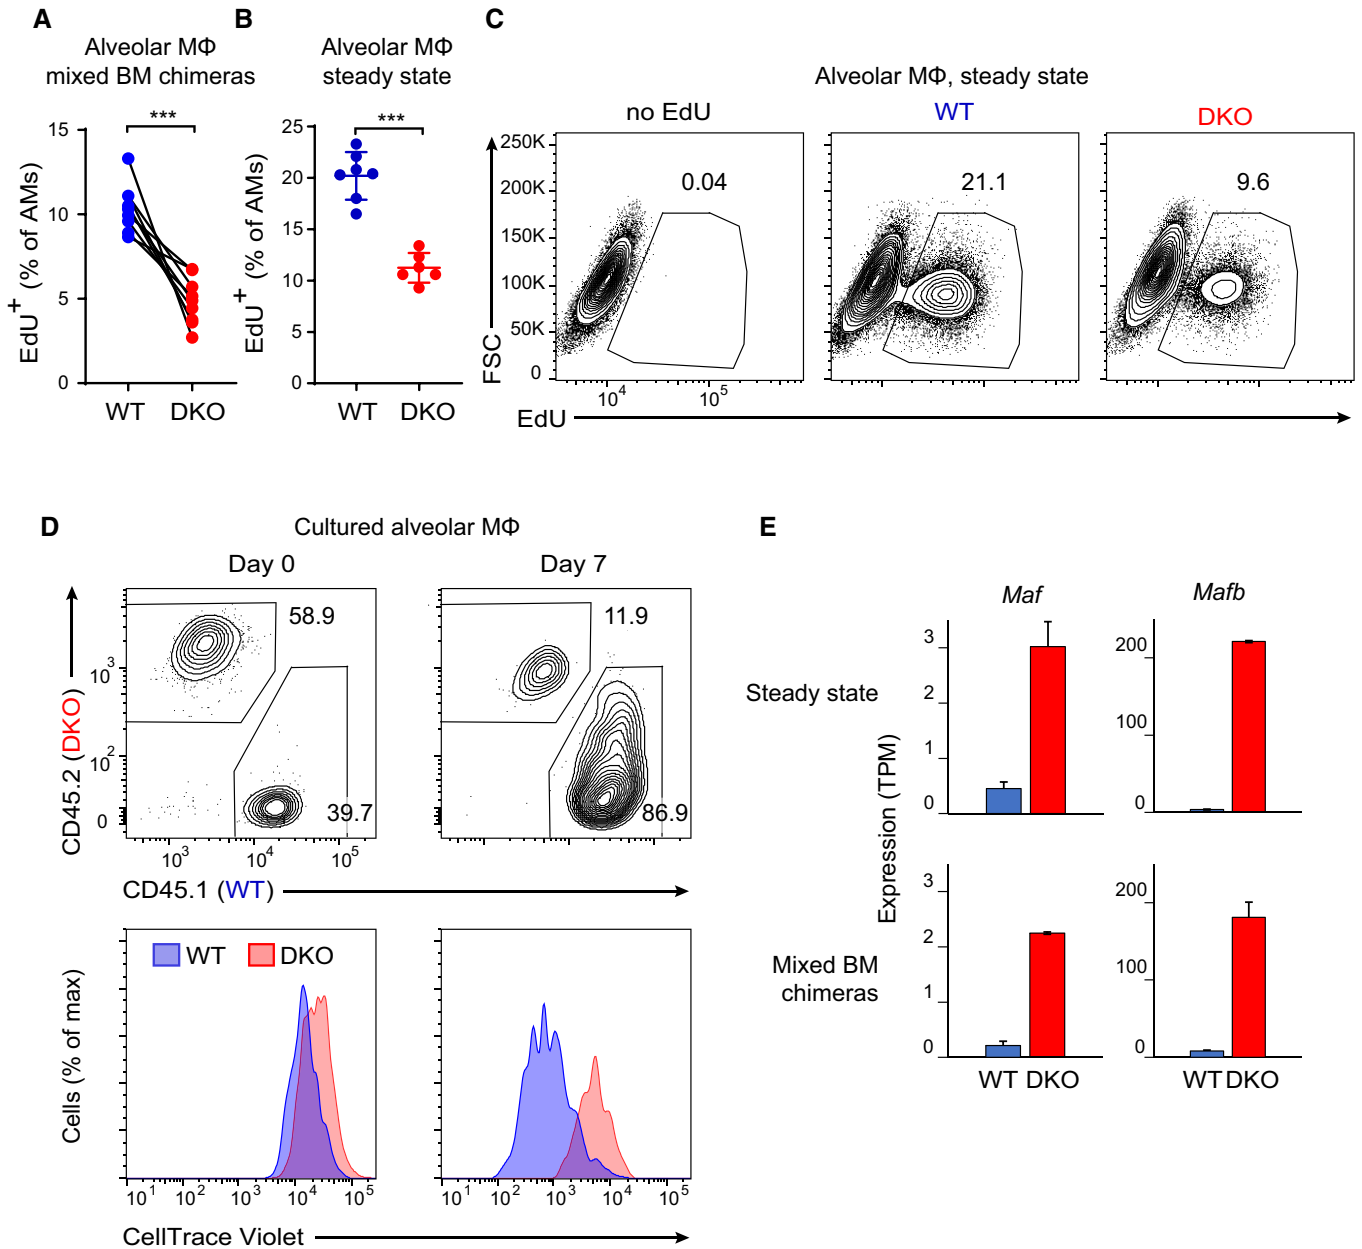 A
Alveolar MΦ
mixed BM chimeras
***
EdU+ (% of AMs)
15
10
5
0
WT
DKO
B
Alveolar MΦ
steady state
***
EdU+ (% of AMs)
25
20
15
10
5
0
WT
DKO
C
Alveolar MΦ, steady state
no EdU
WT
DKO
FSC
250K
200K
150K
100K
50K
0
0.04
21.1
9.6
10^4
10^5
EdU
D
Cultured alveolar MΦ
Day 0
Day 7
CD45.2 (DKO)
10^3
10^2
0
58.9
39.7
11.9
86.9
10^3
10^4
10^5
CD45.1 (WT)
Cells (% of max)
WT
DKO
10^1
10^2
10^3
10^4
10^5
10^1
10^2
10^3
10^4
10^5
CellTrace Violet
E
Maf
Mafb
Steady state
Expression (TPM)
3
2
1
0
200
100
0
Mixed BM
chimeras
3
2
1
0
200
100
0
WT DKO
WT DKO